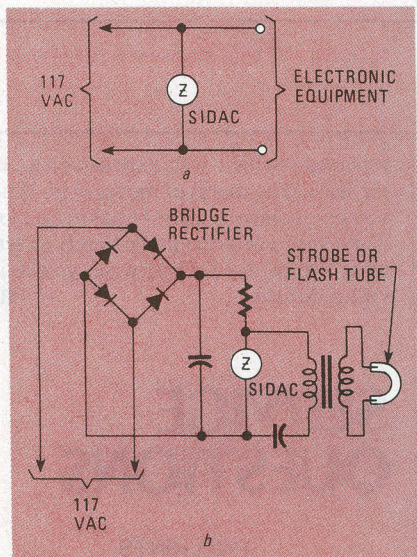 117
VAC
Z
SIDAC
ELECTRONIC
EQUIPMENT
a
BRIDGE
RECTIFIER
STROBE OR
FLASH TUBE
Z
SIDAC
117
VAC
b